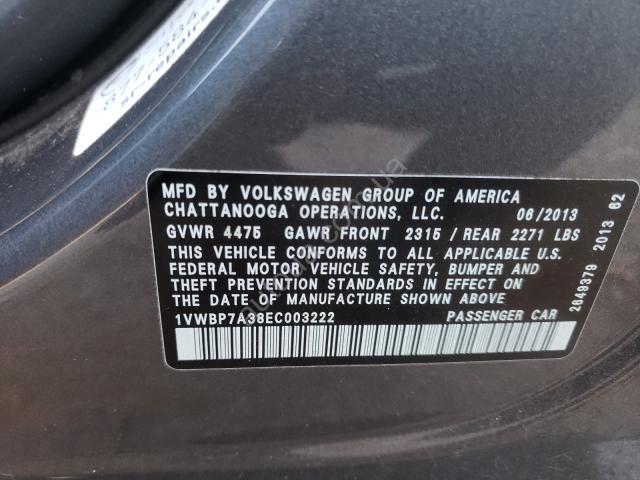 MFD BY VOLKSWAGEN GROUP OF AMERICA
CHATTANOOGA OPERATIONS, LLC. 06/2013
GVWR 4475 GAWR FRONT 2315 / REAR 2271 LBS
THIS VEHICLE CONFORMS TO ALL APPLICABLE U.S.
FEDERAL MOTOR VEHICLE SAFETY, BUMPER AND
THEFT PREVENTION STANDARDS IN EFFECT ON
THE DATE OF MANUFACTURE SHOWN ABOVE
1VWBP7A38EC003222 PASSENGER CAR
2649379 2013 62